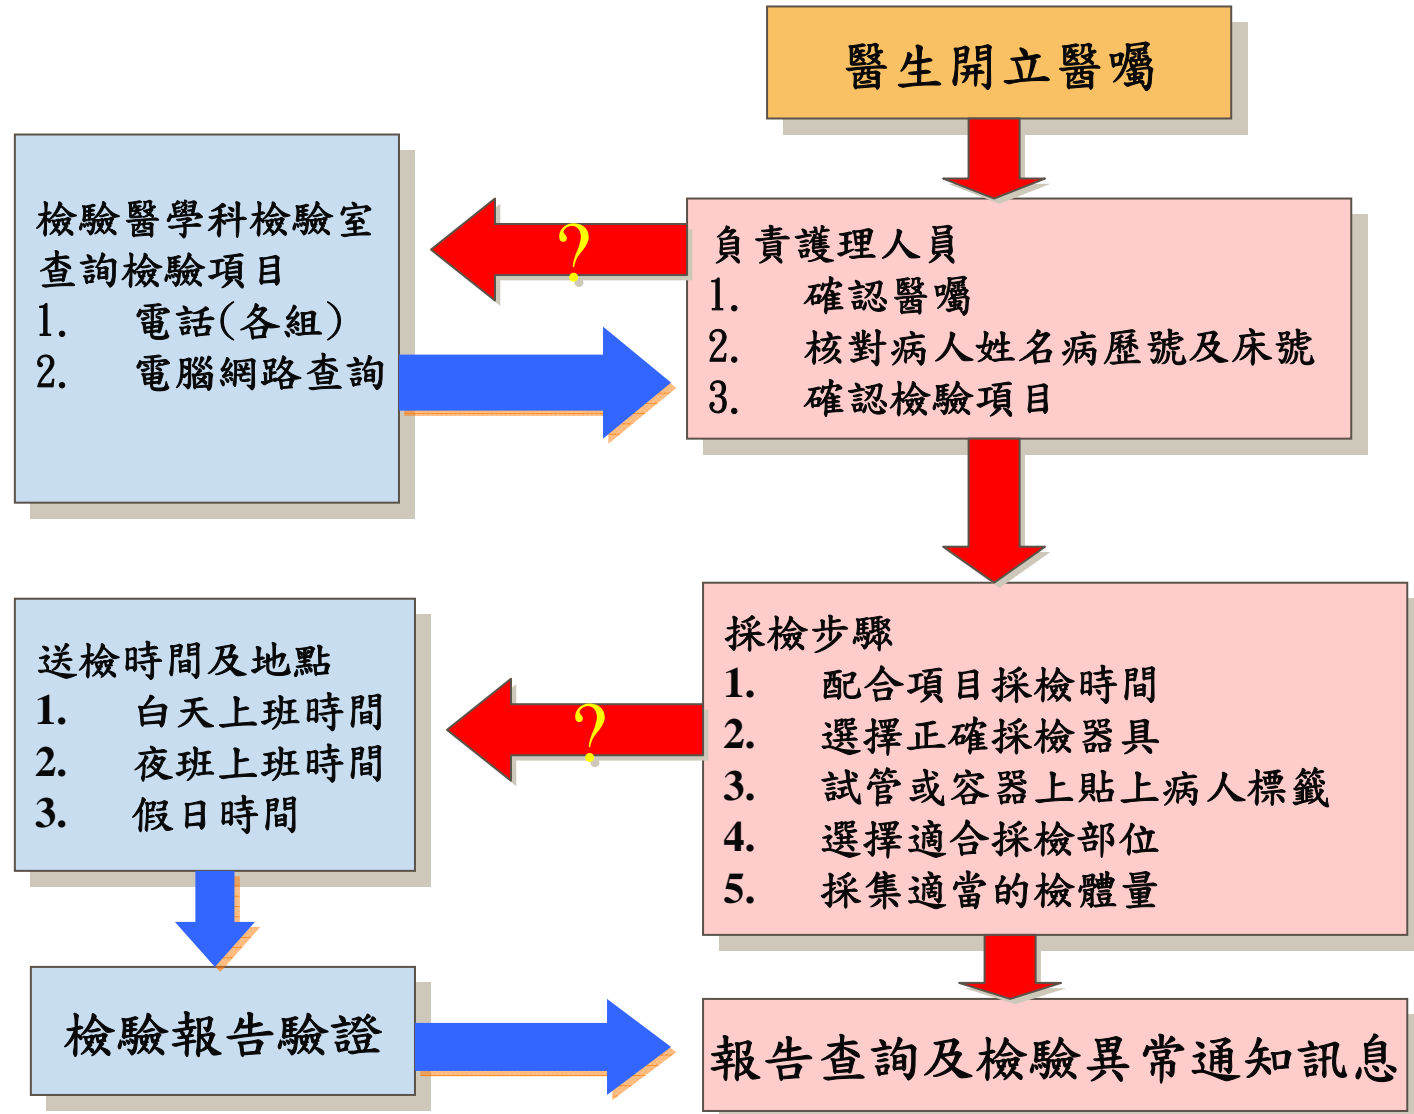 醫生開立醫囑
檢驗醫學科檢驗室
查詢檢驗項目
1. 電話(各組)
2. 電腦網路查詢
?
負責護理人員
1. 確認醫囑
2. 核對病人姓名病歷號及床號
3. 確認檢驗項目
送檢時間及地點
1. 白天上班時間
2. 夜班上班時間
3. 假日時間
?
採檢步驟
1. 配合項目採檢時間
2. 選擇正確採檢器具
3. 試管或容器上貼上病人標籤
4. 選擇適合採檢部位
5. 採集適當的檢體量
檢驗報告驗證
報告查詢及檢驗異常通知訊息